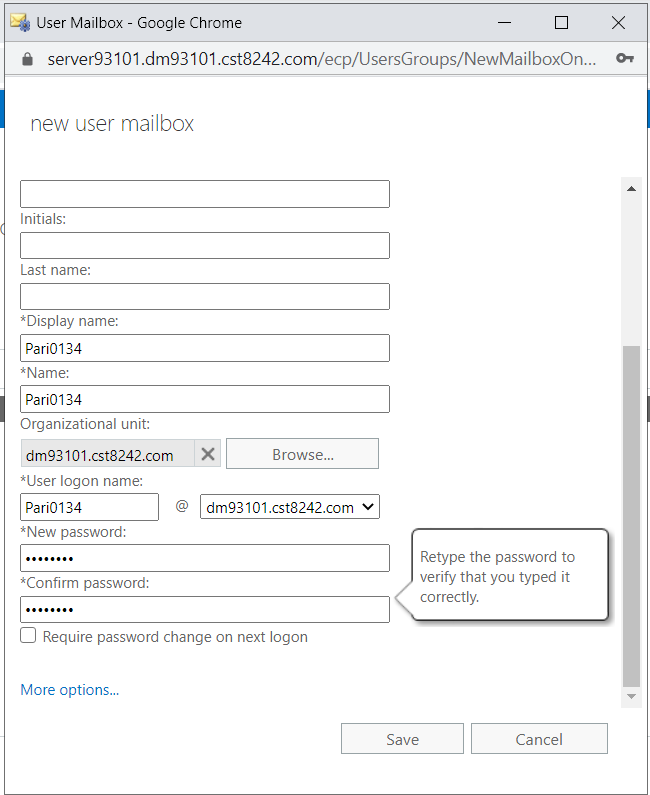 User Mailbox - Google Chrome
server93101.dm93101.cst8242.com/ecp/UsersGroups/NewMailboxOn...
new user mailbox
Initials:
Last name:
*Display name:
Pari0134
*Name:
Pari0134
Organizational unit:
dm93101.cst8242.com
Browse...
*User logon name:
Pari0134 @ dm93101.cst8242.com
*New password:
••••••••
*Confirm password:
••••••••
Retype the password to
verify that you typed it
correctly.
Require password change on next logon
More options...
Save Cancel